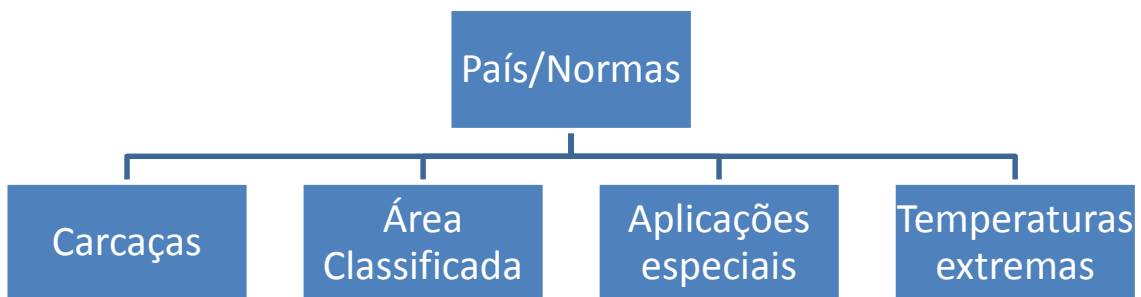 País/Normas
Carcaças
Área
Classificada
Aplicações
especiais
Temperaturas
extremas